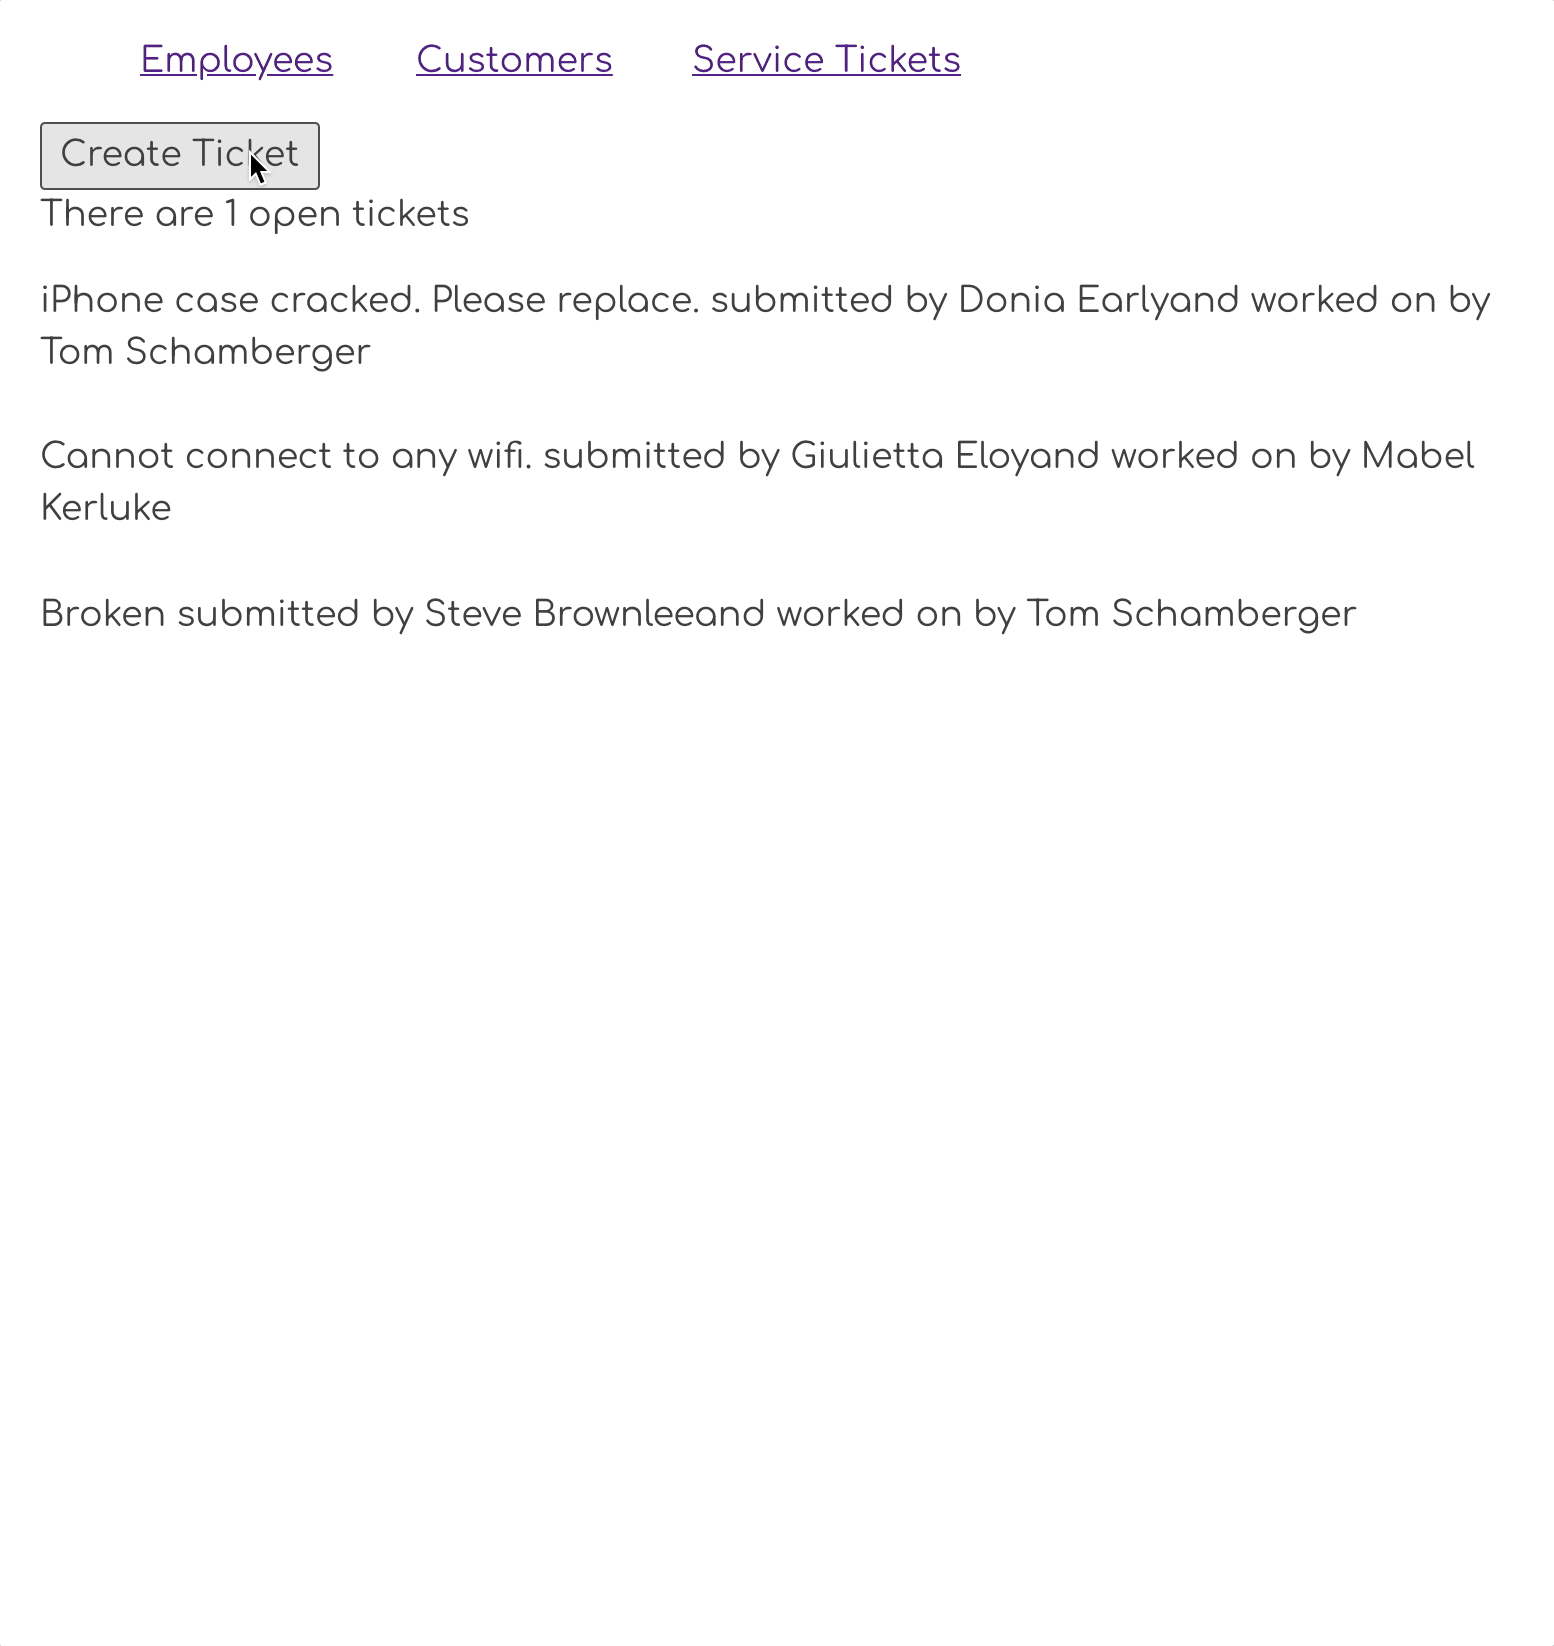 Employees Customers Service Tickets
Create Ticket
There are 1 open tickets
iPhone case cracked. Please replace. submitted by Donia Earlyand worked on by
Tom Schamberger
Cannot connect to any wifi. submitted by Giulietta Eloyand worked on by Mabel
Kerluke
Broken submitted by Steve Brownleeand worked on by Tom Schamberger